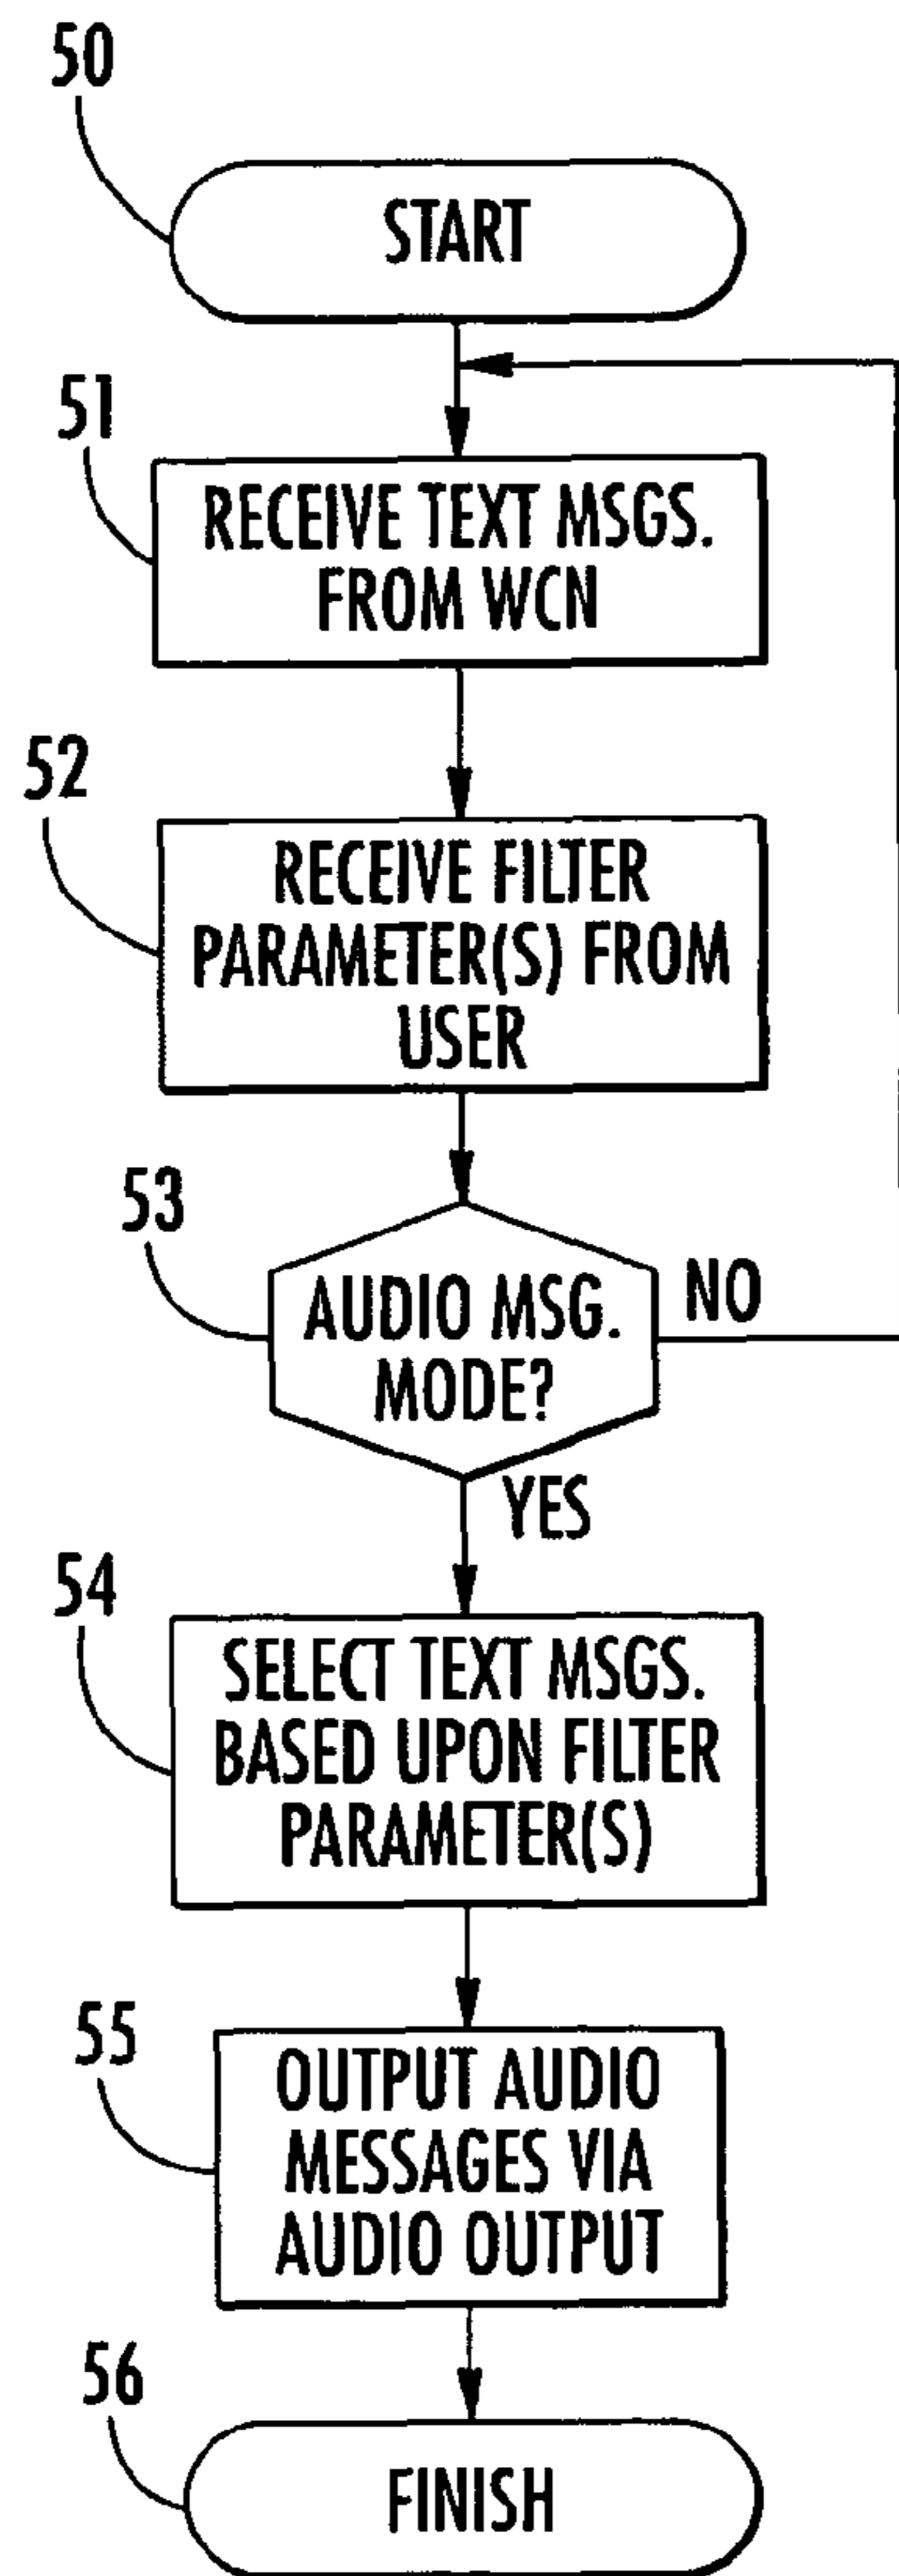 50
START
51
RECEIVE TEXT MSGS.
FROM WCN
52
RECEIVE FILTER
PARAMETER(S) FROM
USER
53
AUDIO MSG.
MODE?
NO
YES
54
SELECT TEXT MSGS.
BASED UPON FILTER
PARAMETER(S)
55
OUTPUT AUDIO
MESSAGES VIA
AUDIO OUTPUT
56
FINISH